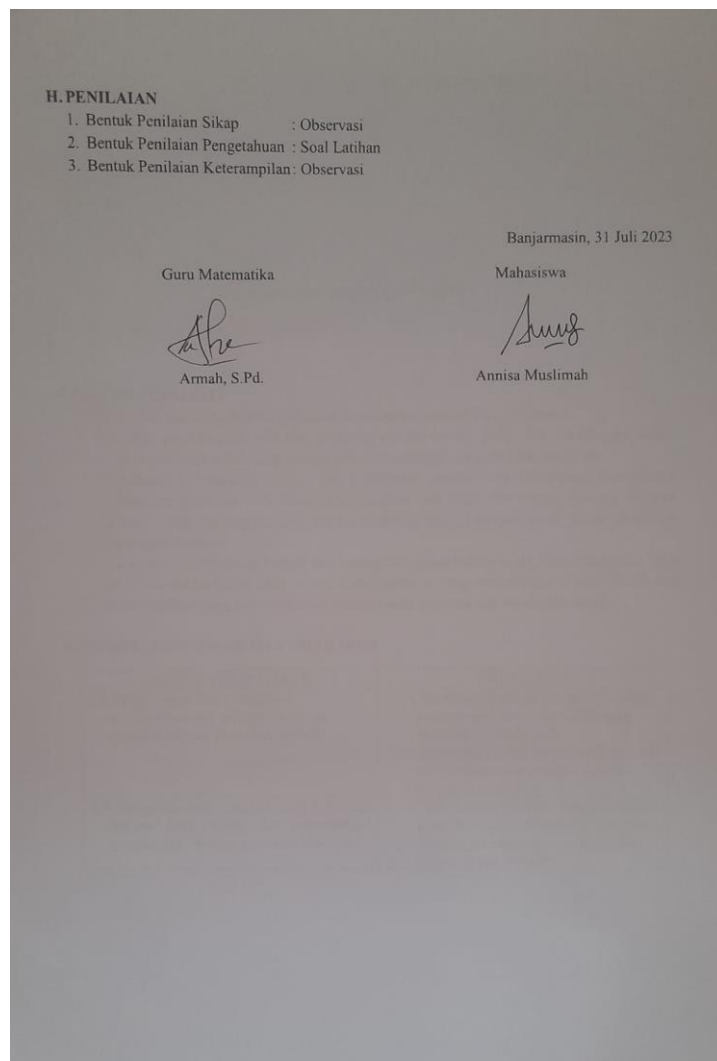 H. PENILAIAN
1. Bentuk Penilaian Sikap : Observasi
2. Bentuk Penilaian Pengetahuan : Soal Latihan
3. Bentuk Penilaian Keterampilan : Observasi
Banjarmasin, 31 Juli 2023
Guru Matematika Mahasiswa
Armah, S.Pd. Annisa Muslimah